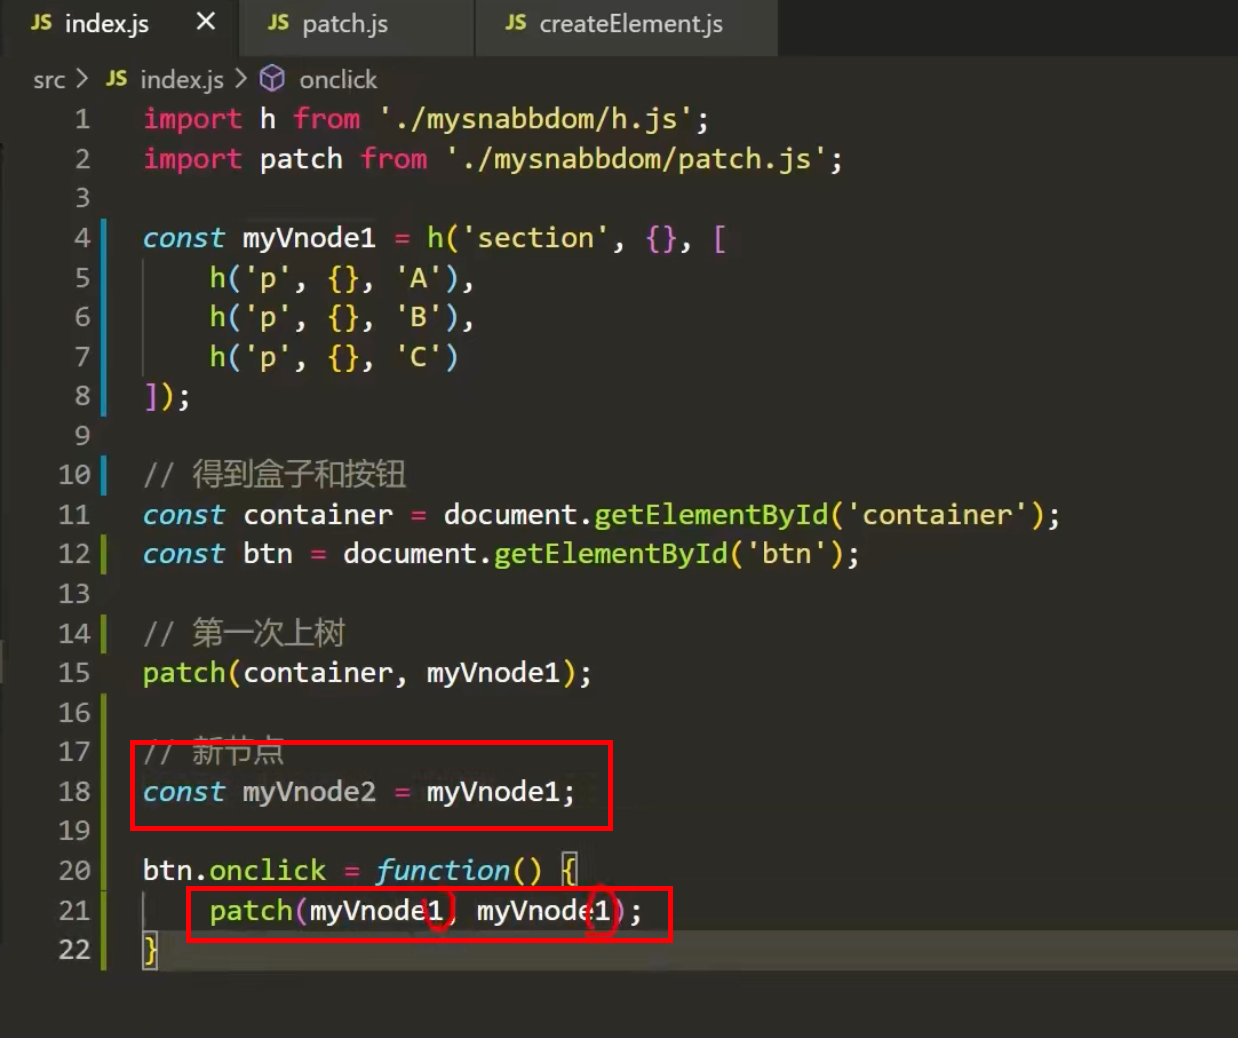 JS index.js × JS patch.js JS createElement.js
src > JS index.js > onclick
1 import h from './mysnabbdom/h.js';
2 import patch from './mysnabbdom/patch.js';
3
4 const myVnode1 = h('section', {}, [
5 h('p', {}, 'A'),
6 h('p', {}, 'B'),
7 h('p', {}, 'C')
8 ]);
9
10 // 得到盒子和按钮
11 const container = document.getElementById('container');
12 const btn = document.getElementById('btn');
13
14 // 第一次上树
15 patch(container, myVnode1);
16
17 // 新节点
18 const myVnode2 = myVnode1;
19
20 btn.onclick = function() {
21 patch(myVnode1, myVnode1);
22 }